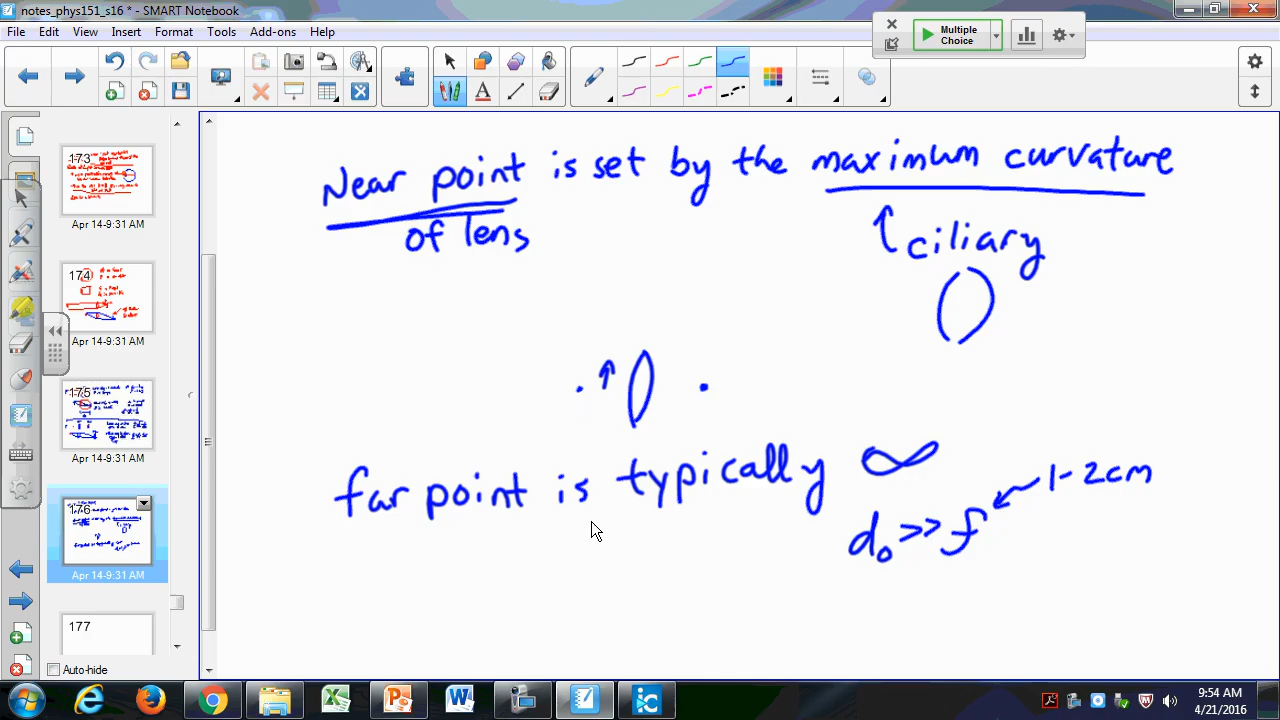 notes_phys151_s16 * - SMART Notebook
File Edit View Insert Format Tools Add-ons Help
Multiple
Choice
173
Apr 14-9:31 AM
174
Apr 14-9:31 AM
175
Apr 14-9:31 AM
176
Apr 14-9:31 AM
177
Auto-hide
Near point is set by the maximum curvature
of lens
↑ ciliary
far point is typically ∞
1-2cm
do >> f
9:54 AM
4/21/2016